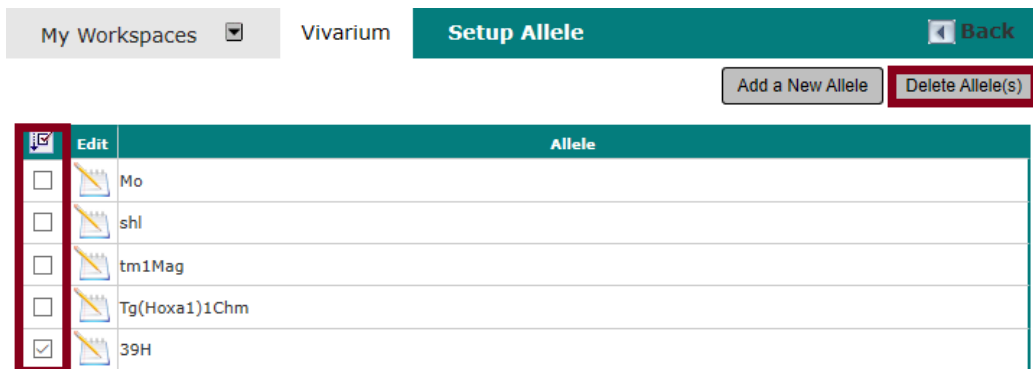 My Workspaces Vivarium Setup Allele Back
Add a New Allele Delete Allele(s)
Edit Allele
Mo
shl
tm1Mag
Tg(Hoxa1)1Chm
39H